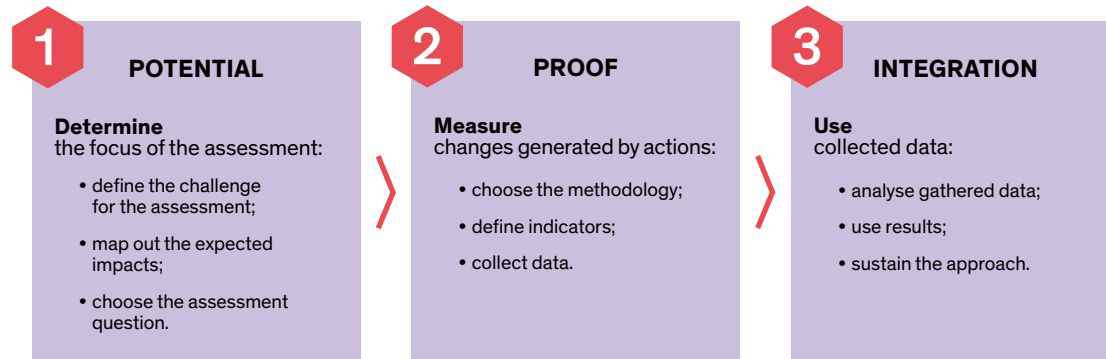 1
POTENTIAL
Determine
the focus of the assessment:
• define the challenge
for the assessment;
• map out the expected
impacts;
• choose the assessment
question.
2
PROOF
Measure
changes generated by actions:
• choose the methodology;
• define indicators;
• collect data.
3
INTEGRATION
Use
collected data:
• analyse gathered data;
• use results;
• sustain the approach.